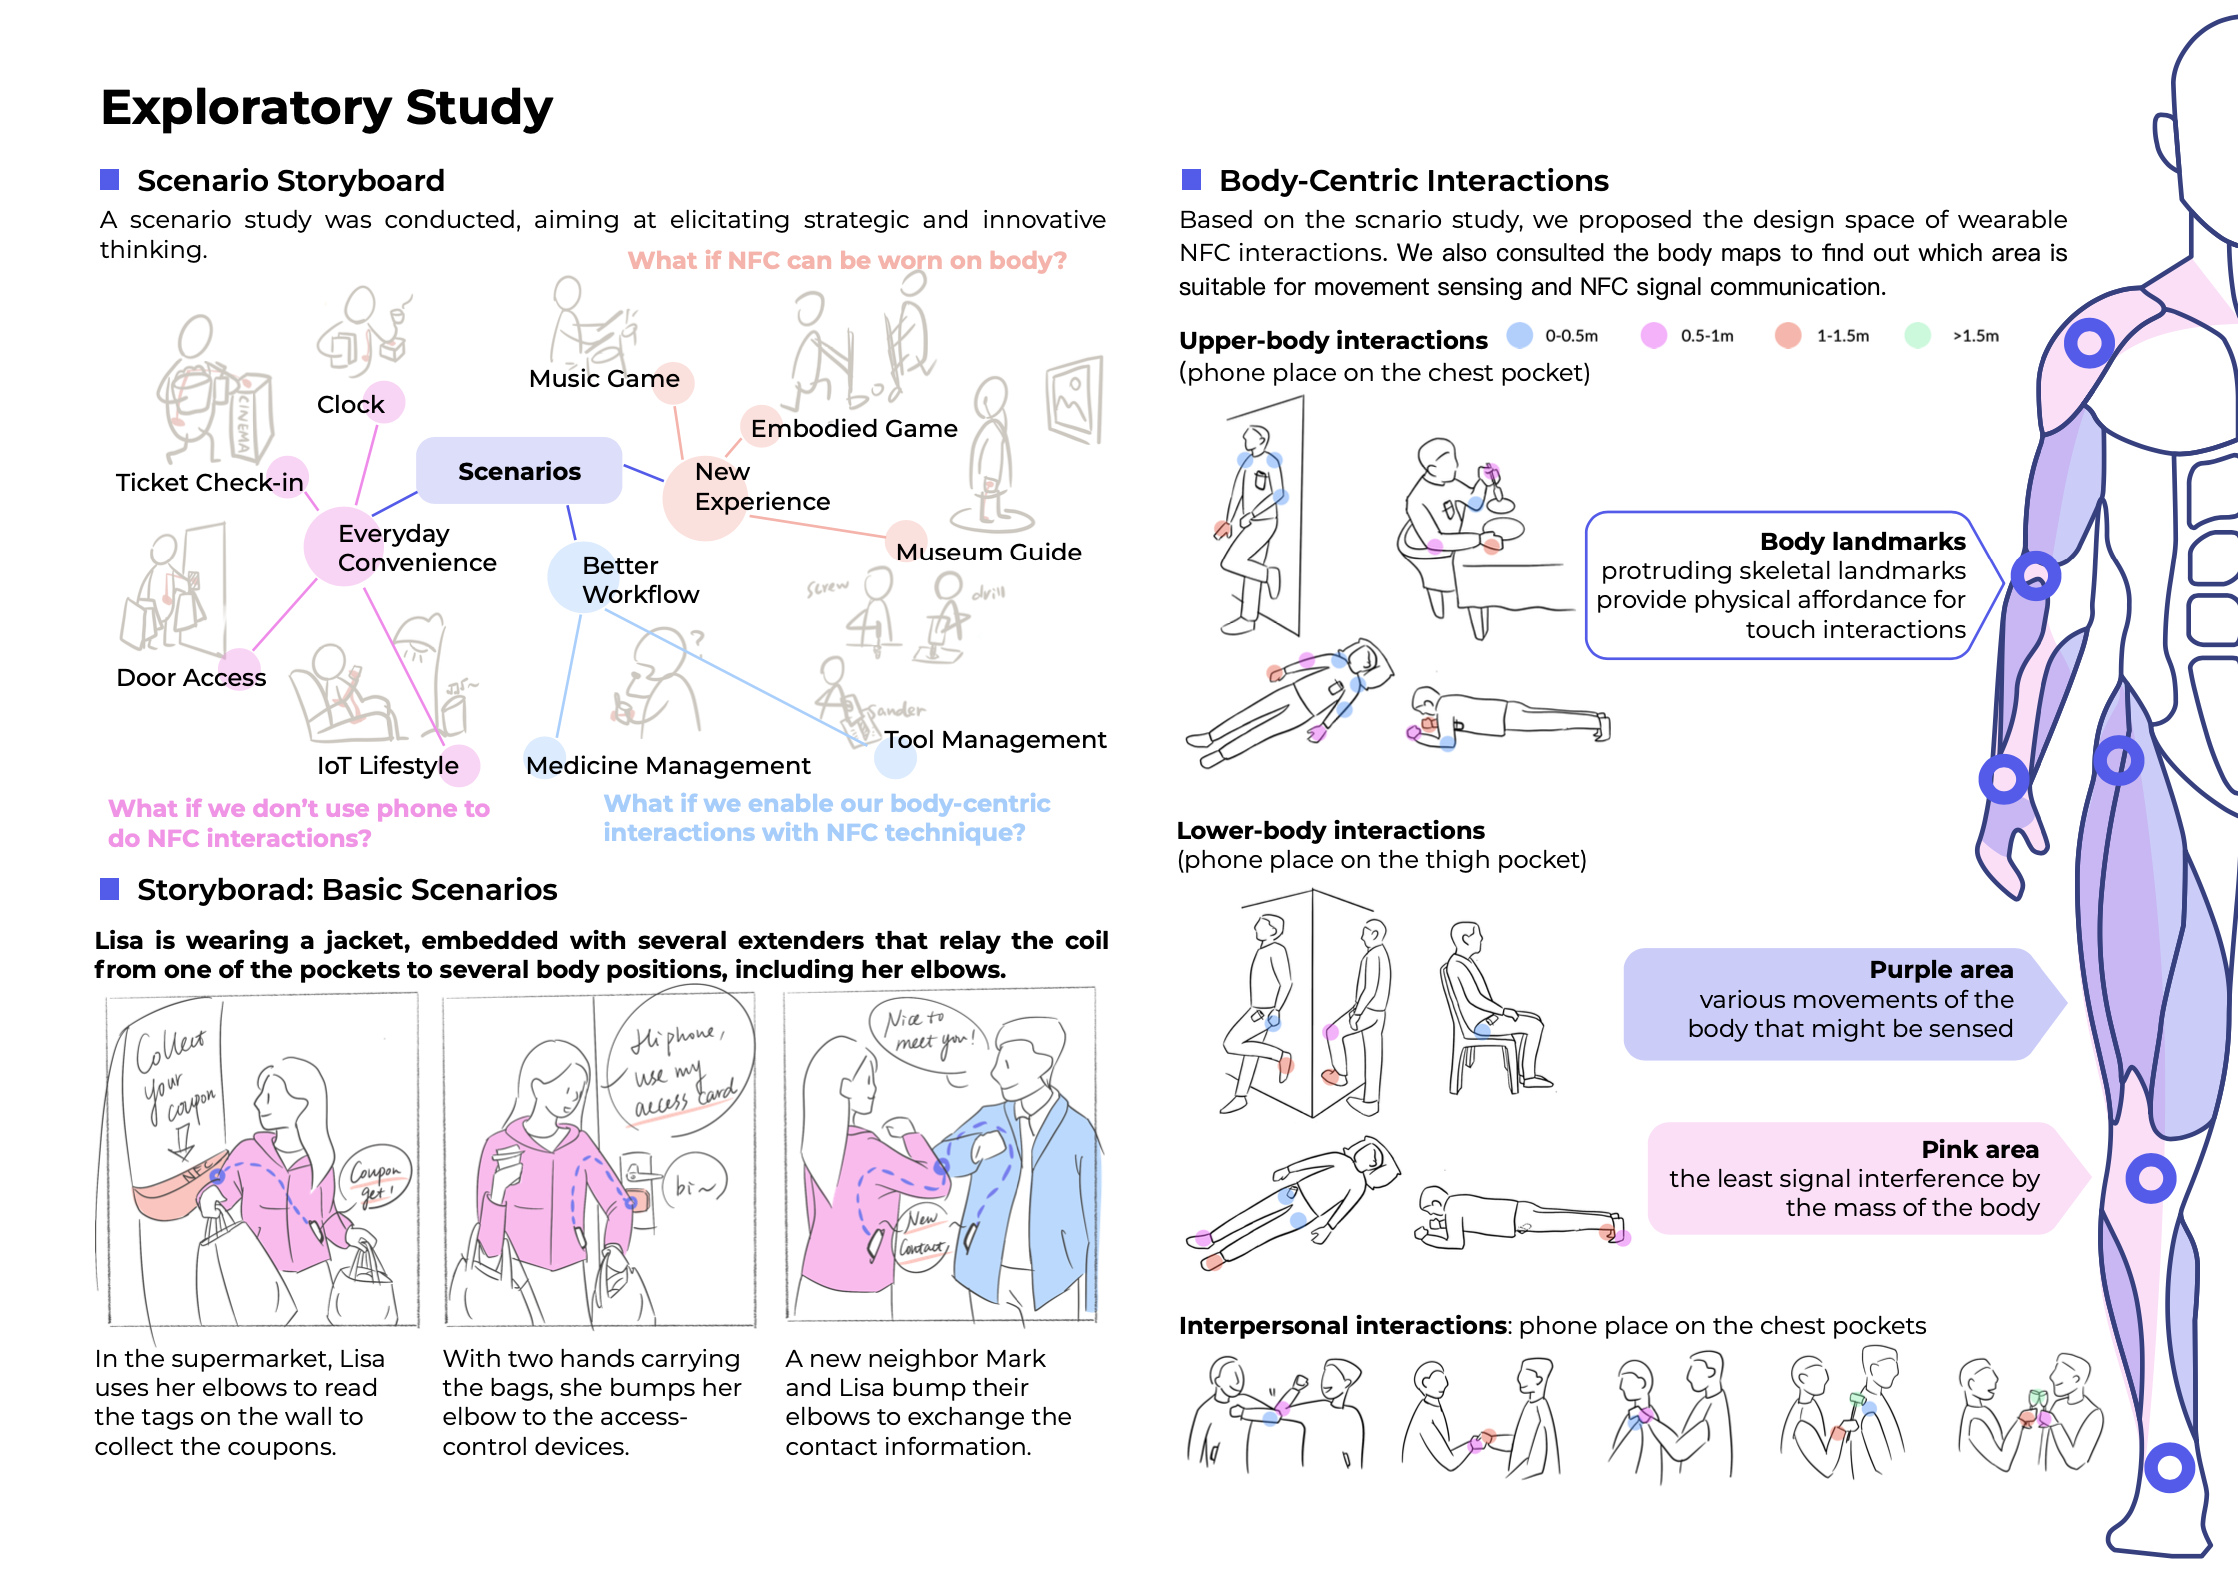 Exploratory Study
Scenario Storyboard
A scenario study was conducted, aiming at elicitating strategic and innovative
thinking.
What if NFC can be worn on body?
CINEMA
Clock
Music Game
Embodied Game
Ticket Check-in
Scenarios
New
Experience
Everyday
Convenience
Better
Workflow
Museum Guide
screw
drill
?
Door Access
sander
Tool Management
IoT Lifestyle
Medicine Management
What if we don't use phone to
do NFC interactions?
What if we enable our body-centric
interactions with NFC technique?
Storyborad: Basic Scenarios
Lisa is wearing a jacket, embedded with several extenders that relay the coil
from one of the pockets to several body positions, including her elbows.
Collect
your
coupon
NFC
Coupon
get!
Hi phone,
use my
access card
bi~
Nice to
meet you!
New
Contact
In the supermarket, Lisa
uses her elbows to read
the tags on the wall to
collect the coupons.
With two hands carrying
the bags, she bumps her
elbow to the access-
control devices.
A new neighbor Mark
and Lisa bump their
elbows to exchange the
contact information.
Body-Centric Interactions
Based on the scnario study, we proposed the design space of wearable
NFC interactions. We also consulted the body maps to find out which area is
suitable for movement sensing and NFC signal communication.
Upper-body interactions
0-0.5m
0.5-1m
1-1.5m
>1.5m
(phone place on the chest pocket)
Body landmarks
protruding skeletal landmarks
provide physical affordance for
touch interactions
Lower-body interactions
(phone place on the thigh pocket)
Purple area
various movements of the
body that might be sensed
Pink area
the least signal interference by
the mass of the body
Interpersonal interactions: phone place on the chest pockets